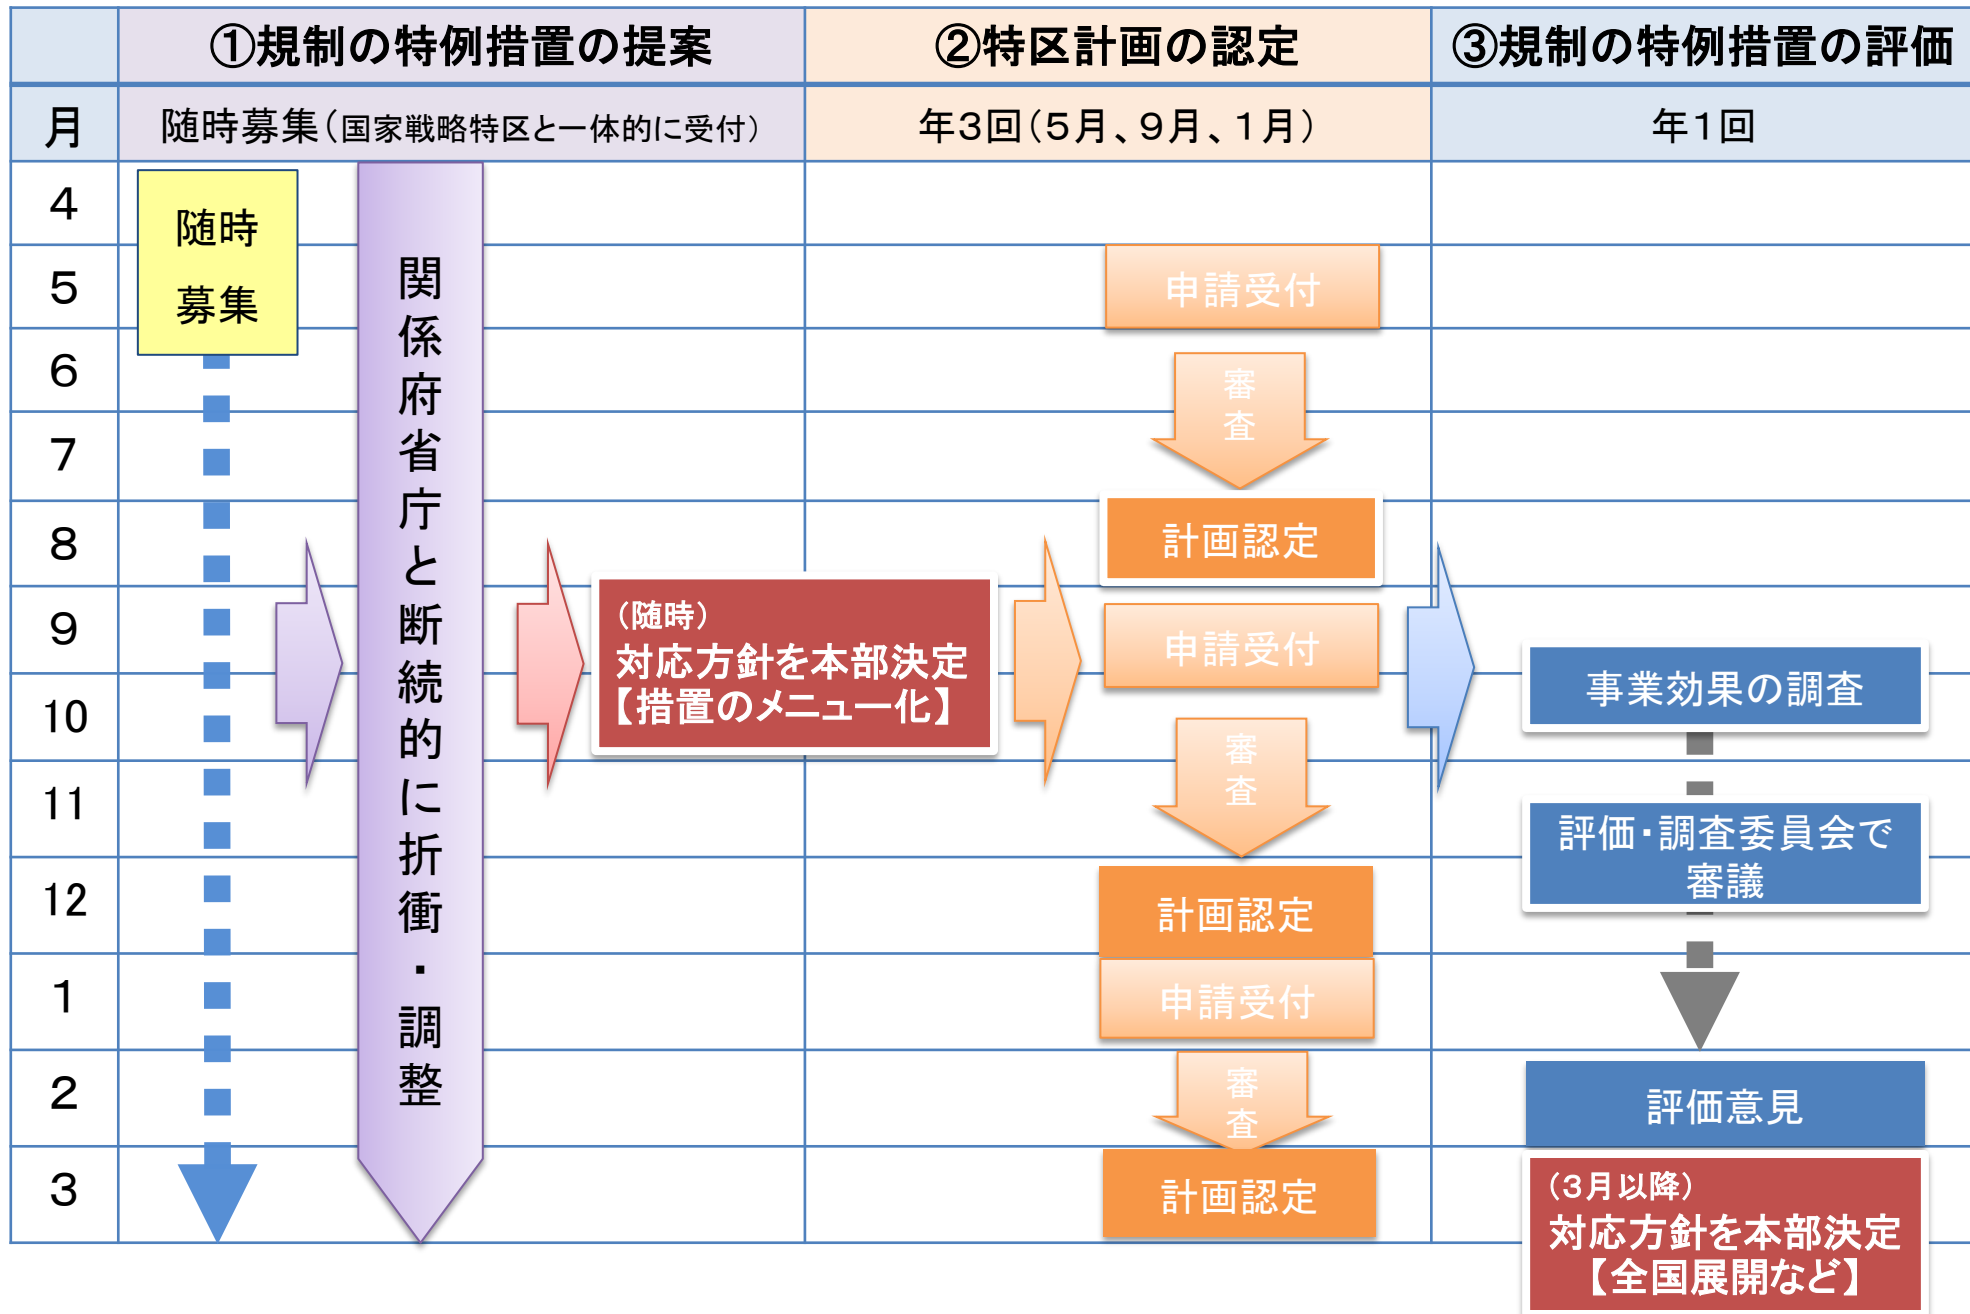 ①規制の特例措置の提案
②特区計画の認定
③規制の特例措置の評価
月
随時募集（国家戦略特区と一体的に受付）
年３回（５月、９月、１月）
年１回
４
５
６
７
８
９
10
11
12
１
２
３
随時
募集
関係府省庁と断続的に折衝・調整
（随時）
対応方針を本部決定
【措置のメニュー化】
申請受付
審
査
計画認定
申請受付
審
査
計画認定
申請受付
審
査
計画認定
事業効果の調査
評価・調査委員会で
審議
評価意見
（３月以降）
対応方針を本部決定
【全国展開など】